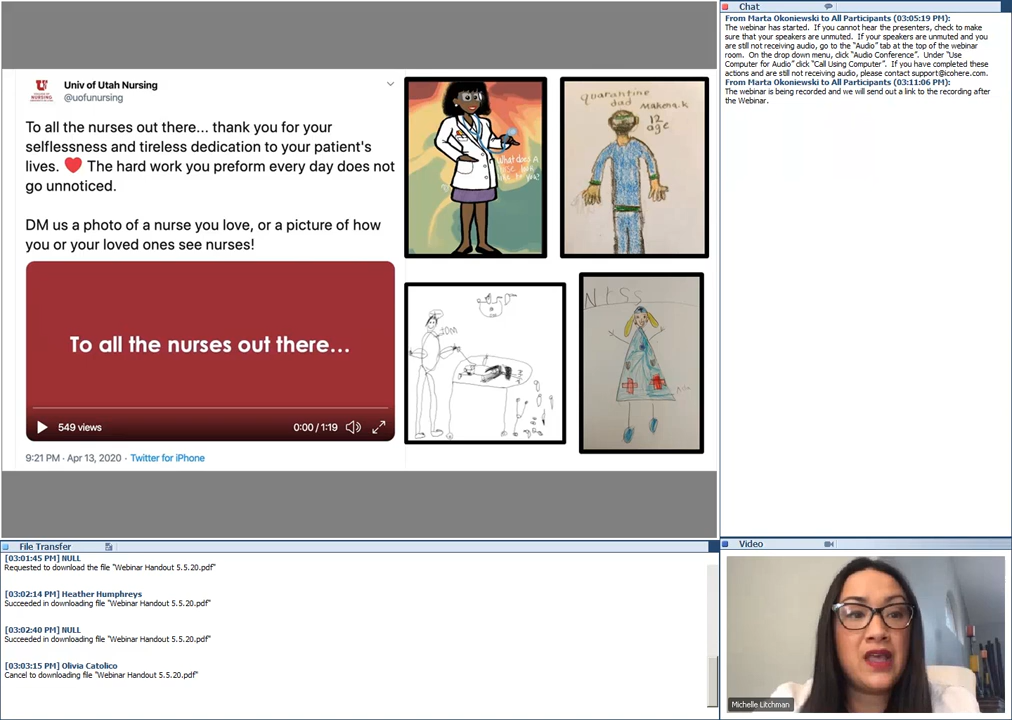 Univ of Utah Nursing
@uofunursing
To all the nurses out there... thank you for your
selflessness and tireless dedication to your patient's
lives. ❤️ The hard work you preform every day does not
go unnoticed.
DM us a photo of a nurse you love, or a picture of how
you or your loved ones see nurses!
To all the nurses out there...
549 views
0:00 / 1:19
9:21 PM · Apr 13, 2020 · Twitter for iPhone
What does A
quarantine
dad
12
age
Chat
From Marta Okoniewski to All Participants (03:05:19 PM):
The webinar has started. If you cannot hear the presenters, check to make
sure that your speakers are unmuted. If your speakers are unmuted and you
are still not receiving audio, go to the "Audio" tab at the top of the webinar
room. On the drop down menu, click "Audio Conference". Under "Use
Computer for Audio" click "Call Using Computer". If you have completed these
actions and are still not receiving audio, please contact support@icohere.com.
From Marta Okoniewski to All Participants (03:11:06 PM):
The webinar is being recorded and we will send out a link to the recording after
the Webinar.
File Transfer
[03:01:45 PM] NULL
Requested to download the file "Webinar Handout 5.5.20.pdf"
[03:02:14 PM] Heather Humphreys
Succeeded in downloading file "Webinar Handout 5.5.20.pdf"
[03:02:40 PM] NULL
Succeeded in downloading file "Webinar Handout 5.5.20.pdf"
[03:03:15 PM] Olivia Catolico
Cancel to downloading file "Webinar Handout 5.5.20.pdf"
Video
Michelle Litchman